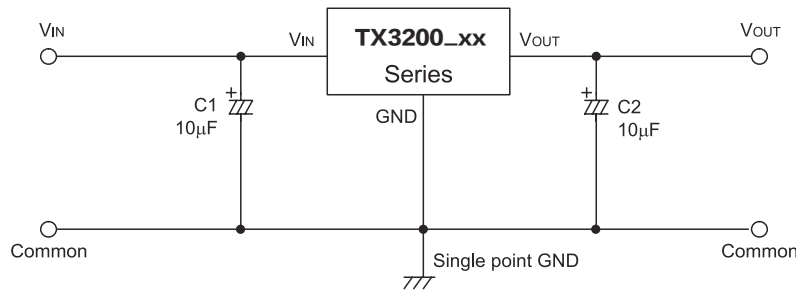 VIN
VIN
TX3200_xx
VOUT
VOUT
Series
+
C1
10μF
GND
+
C2
10μF
Common
Single point GND
Common